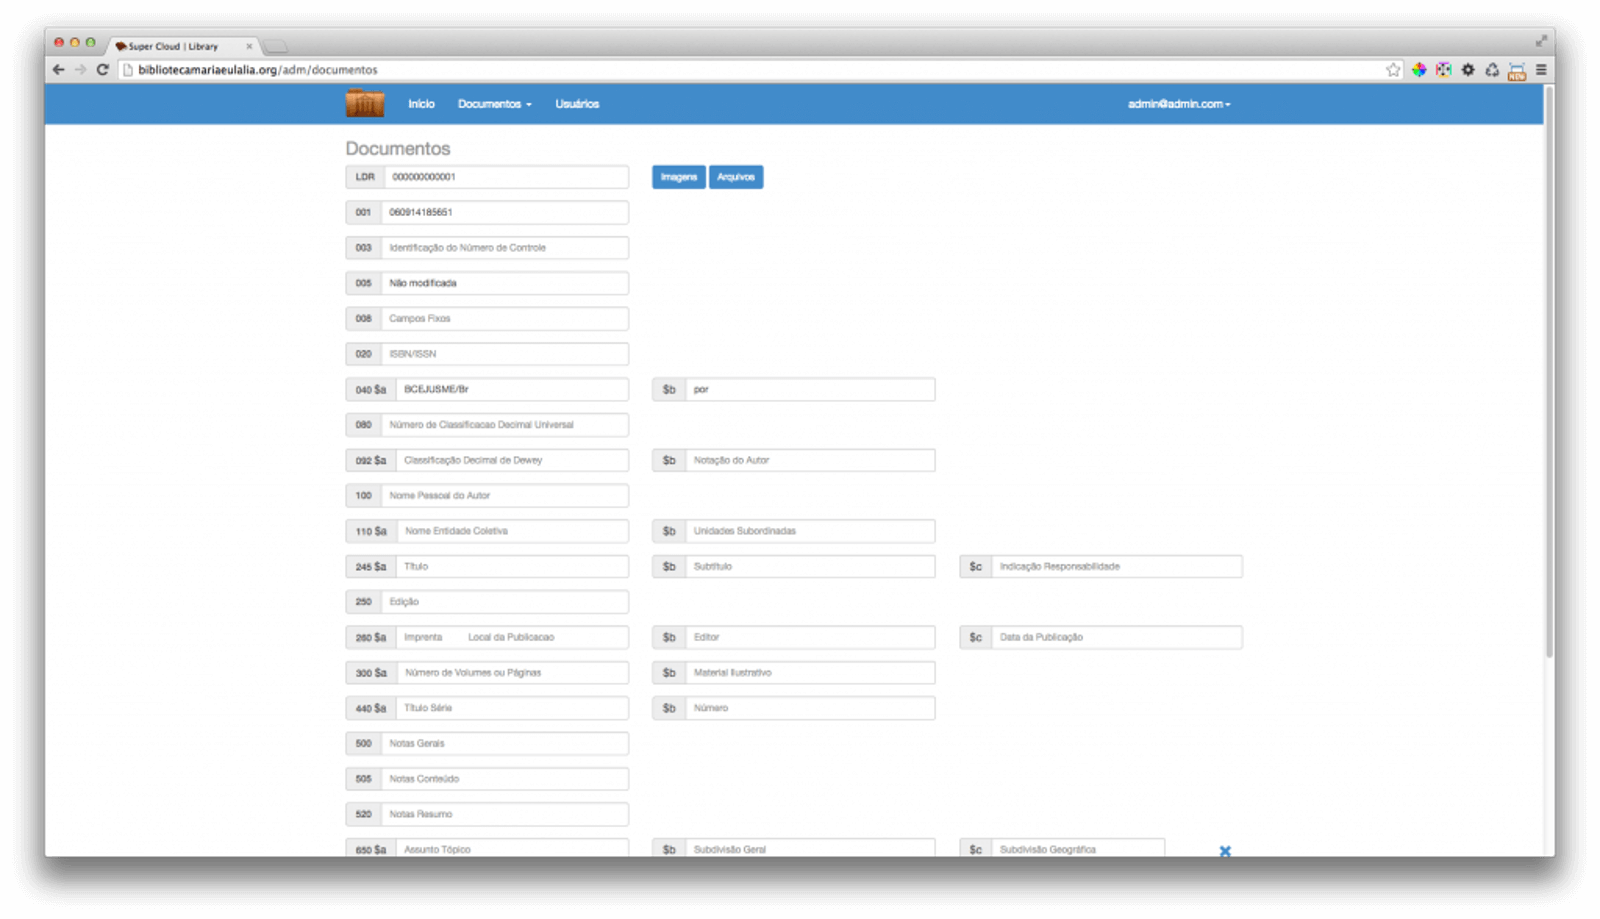 Super Cloud | Library
bibliotecamariaeulalia.org/adm/documentos
NEW
Início Documentos Usuários admin@admin.com
Documentos
LDR 000000000001 Imagens Arquivos
001 060914185651
003 Identificação do Número de Controle
005 Não modificada
008 Campos Fixos
020 ISBN/ISSN
040 $a BCEJUSME/Br $b por
080 Número de Classificacao Decimal Universal
092 $a Classificação Decimal de Dewey $b Notação do Autor
100 Nome Pessoal do Autor
110 $a Nome Entidade Coletiva $b Unidades Subordinadas
245 $a Título $b Subtítulo $c Indicação Responsabilidade
250 Edição
260 $a Imprenta Local da Publicacao $b Editor $c Data da Publicação
300 $a Número de Volumes ou Páginas $b Material Ilustrativo
440 $a Título Série $b Número
500 Notas Gerais
505 Notas Conteúdo
520 Notas Resumo
650 $a Assunto Tópico $b Subdivisão Geral $c Subdivisão Geográfica